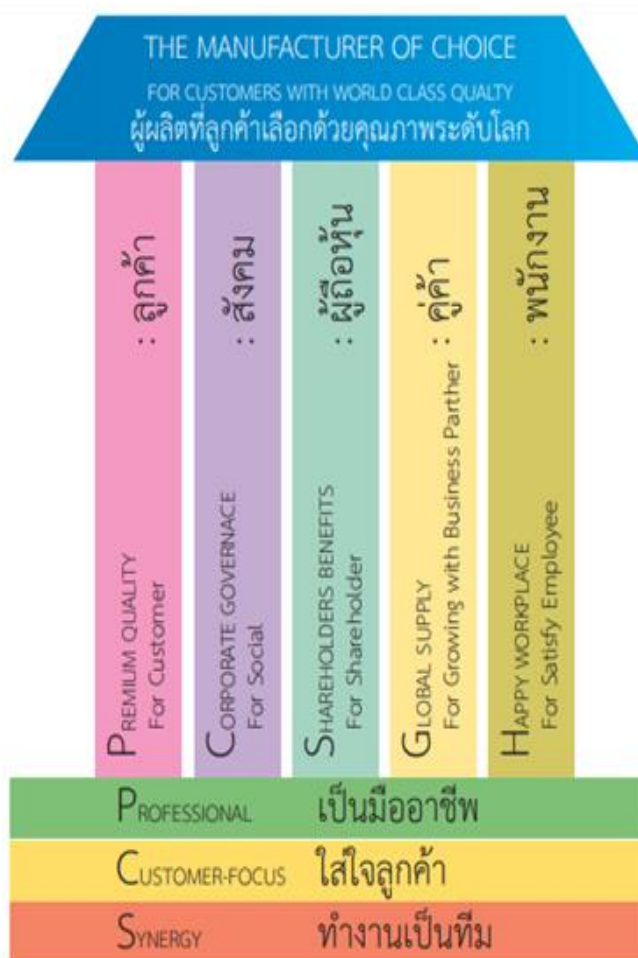 THE MANUFACTURER OF CHOICE
FOR CUSTOMERS WITH WORLD CLASS QUALTY
ผู้ผลิตที่ลูกค้าเลือกด้วยคุณภาพระดับโลก
PREMIUM QUALITY : ลูกค้า
For Customer
CORPORATE GOVERNACE : สังคม
For Social
SHAREHOLDERS BENEFITS : ผู้ถือหุ้น
For Shareholder
GLOBAL SUPPLY : คู่ค้า
For Growing with Business Parther
HAPPY WORKPLACE : พนักงาน
For Satisfy Employee
PROFESSIONAL เป็นมืออาชีพ
CUSTOMER-FOCUS ใส่ใจลูกค้า
SYNERGY ทำงานเป็นทีม